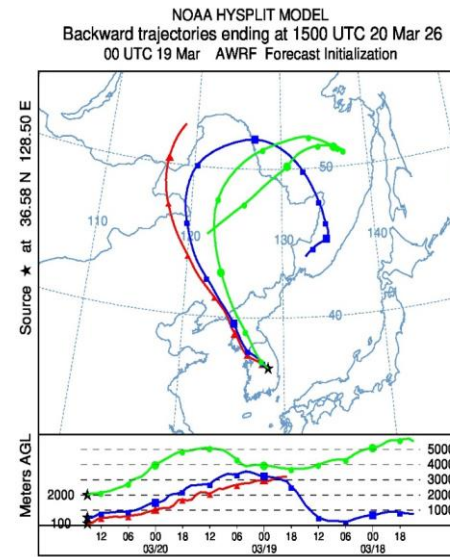 NOAA HYSPLIT MODEL
Backward trajectories ending at 1500 UTC 20 Mar 26
00 UTC 19 Mar AWRF Forecast Initialization
Source ★ at 36.58 N 128.50 E
110
120
130
140
50
40
Meters AGL
2000
100
5000
4000
3000
2000
1000
12 06 00 18 12 06 00 18 12 06 00 18
03/20 03/19 03/18